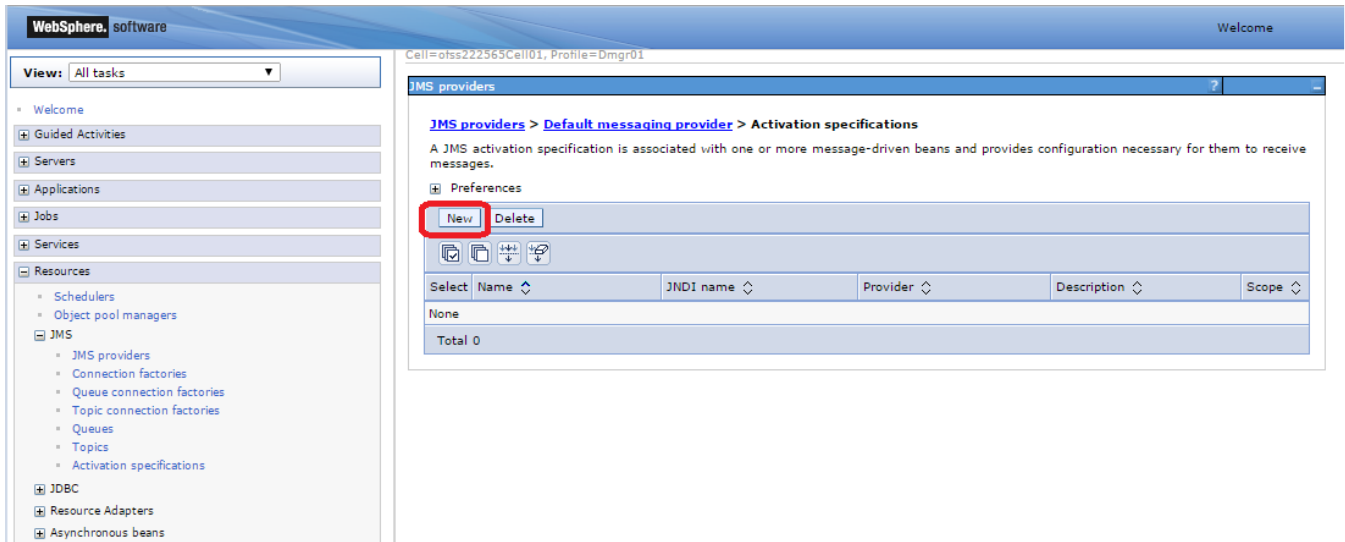 WebSphere. software
Welcome
View: All tasks
Welcome
Guided Activities
Servers
Applications
Jobs
Services
Resources
Schedulers
Object pool managers
JMS
JMS providers
Connection factories
Queue connection factories
Topic connection factories
Queues
Topics
Activation specifications
JDBC
Resource Adapters
Asynchronous beans
Cell=ofss222565Cell01, Profile=Dmgr01
JMS providers ? _
JMS providers > Default messaging provider > Activation specifications
A JMS activation specification is associated with one or more message-driven beans and provides configuration necessary for them to receive
messages.
Preferences
New Delete
Select Name JNDI name Provider Description Scope
None
Total 0